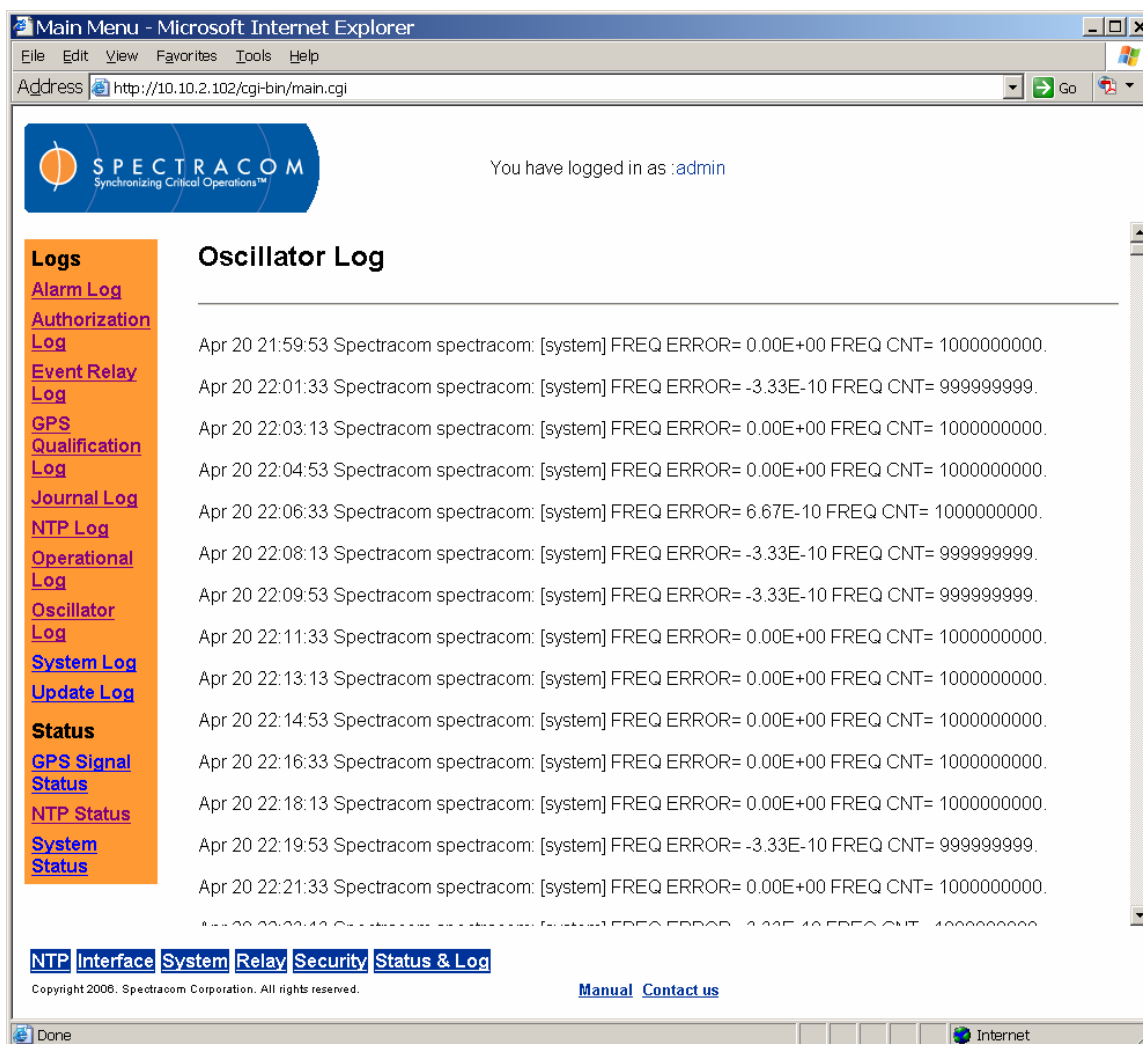 Main Menu - Microsoft Internet Explorer
File Edit View Favorites Tools Help
Address http://10.10.2.102/cgi-bin/main.cgi Go
SPECTRACOM
Synchronizing Critical Operations™
You have logged in as :admin
Logs
Alarm Log
Authorization
Log
Event Relay
Log
GPS
Qualification
Log
Journal Log
NTP Log
Operational
Log
Oscillator
Log
System Log
Update Log
Status
GPS Signal
Status
NTP Status
System
Status
Oscillator Log
Apr 20 21:59:53 Spectracom spectracom: [system] FREQ ERROR= 0.00E+00 FREQ CNT= 1000000000.
Apr 20 22:01:33 Spectracom spectracom: [system] FREQ ERROR= -3.33E-10 FREQ CNT= 999999999.
Apr 20 22:03:13 Spectracom spectracom: [system] FREQ ERROR= 0.00E+00 FREQ CNT= 1000000000.
Apr 20 22:04:53 Spectracom spectracom: [system] FREQ ERROR= 0.00E+00 FREQ CNT= 1000000000.
Apr 20 22:06:33 Spectracom spectracom: [system] FREQ ERROR= 6.67E-10 FREQ CNT= 1000000000.
Apr 20 22:08:13 Spectracom spectracom: [system] FREQ ERROR= -3.33E-10 FREQ CNT= 999999999.
Apr 20 22:09:53 Spectracom spectracom: [system] FREQ ERROR= -3.33E-10 FREQ CNT= 999999999.
Apr 20 22:11:33 Spectracom spectracom: [system] FREQ ERROR= 0.00E+00 FREQ CNT= 1000000000.
Apr 20 22:13:13 Spectracom spectracom: [system] FREQ ERROR= 0.00E+00 FREQ CNT= 1000000000.
Apr 20 22:14:53 Spectracom spectracom: [system] FREQ ERROR= 0.00E+00 FREQ CNT= 1000000000.
Apr 20 22:16:33 Spectracom spectracom: [system] FREQ ERROR= 0.00E+00 FREQ CNT= 1000000000.
Apr 20 22:18:13 Spectracom spectracom: [system] FREQ ERROR= 0.00E+00 FREQ CNT= 1000000000.
Apr 20 22:19:53 Spectracom spectracom: [system] FREQ ERROR= -3.33E-10 FREQ CNT= 999999999.
Apr 20 22:21:33 Spectracom spectracom: [system] FREQ ERROR= 0.00E+00 FREQ CNT= 1000000000.
NTP Interface System Relay Security Status & Log
Copyright 2006. Spectracom Corporation. All rights reserved.
Manual Contact us
Done
Internet